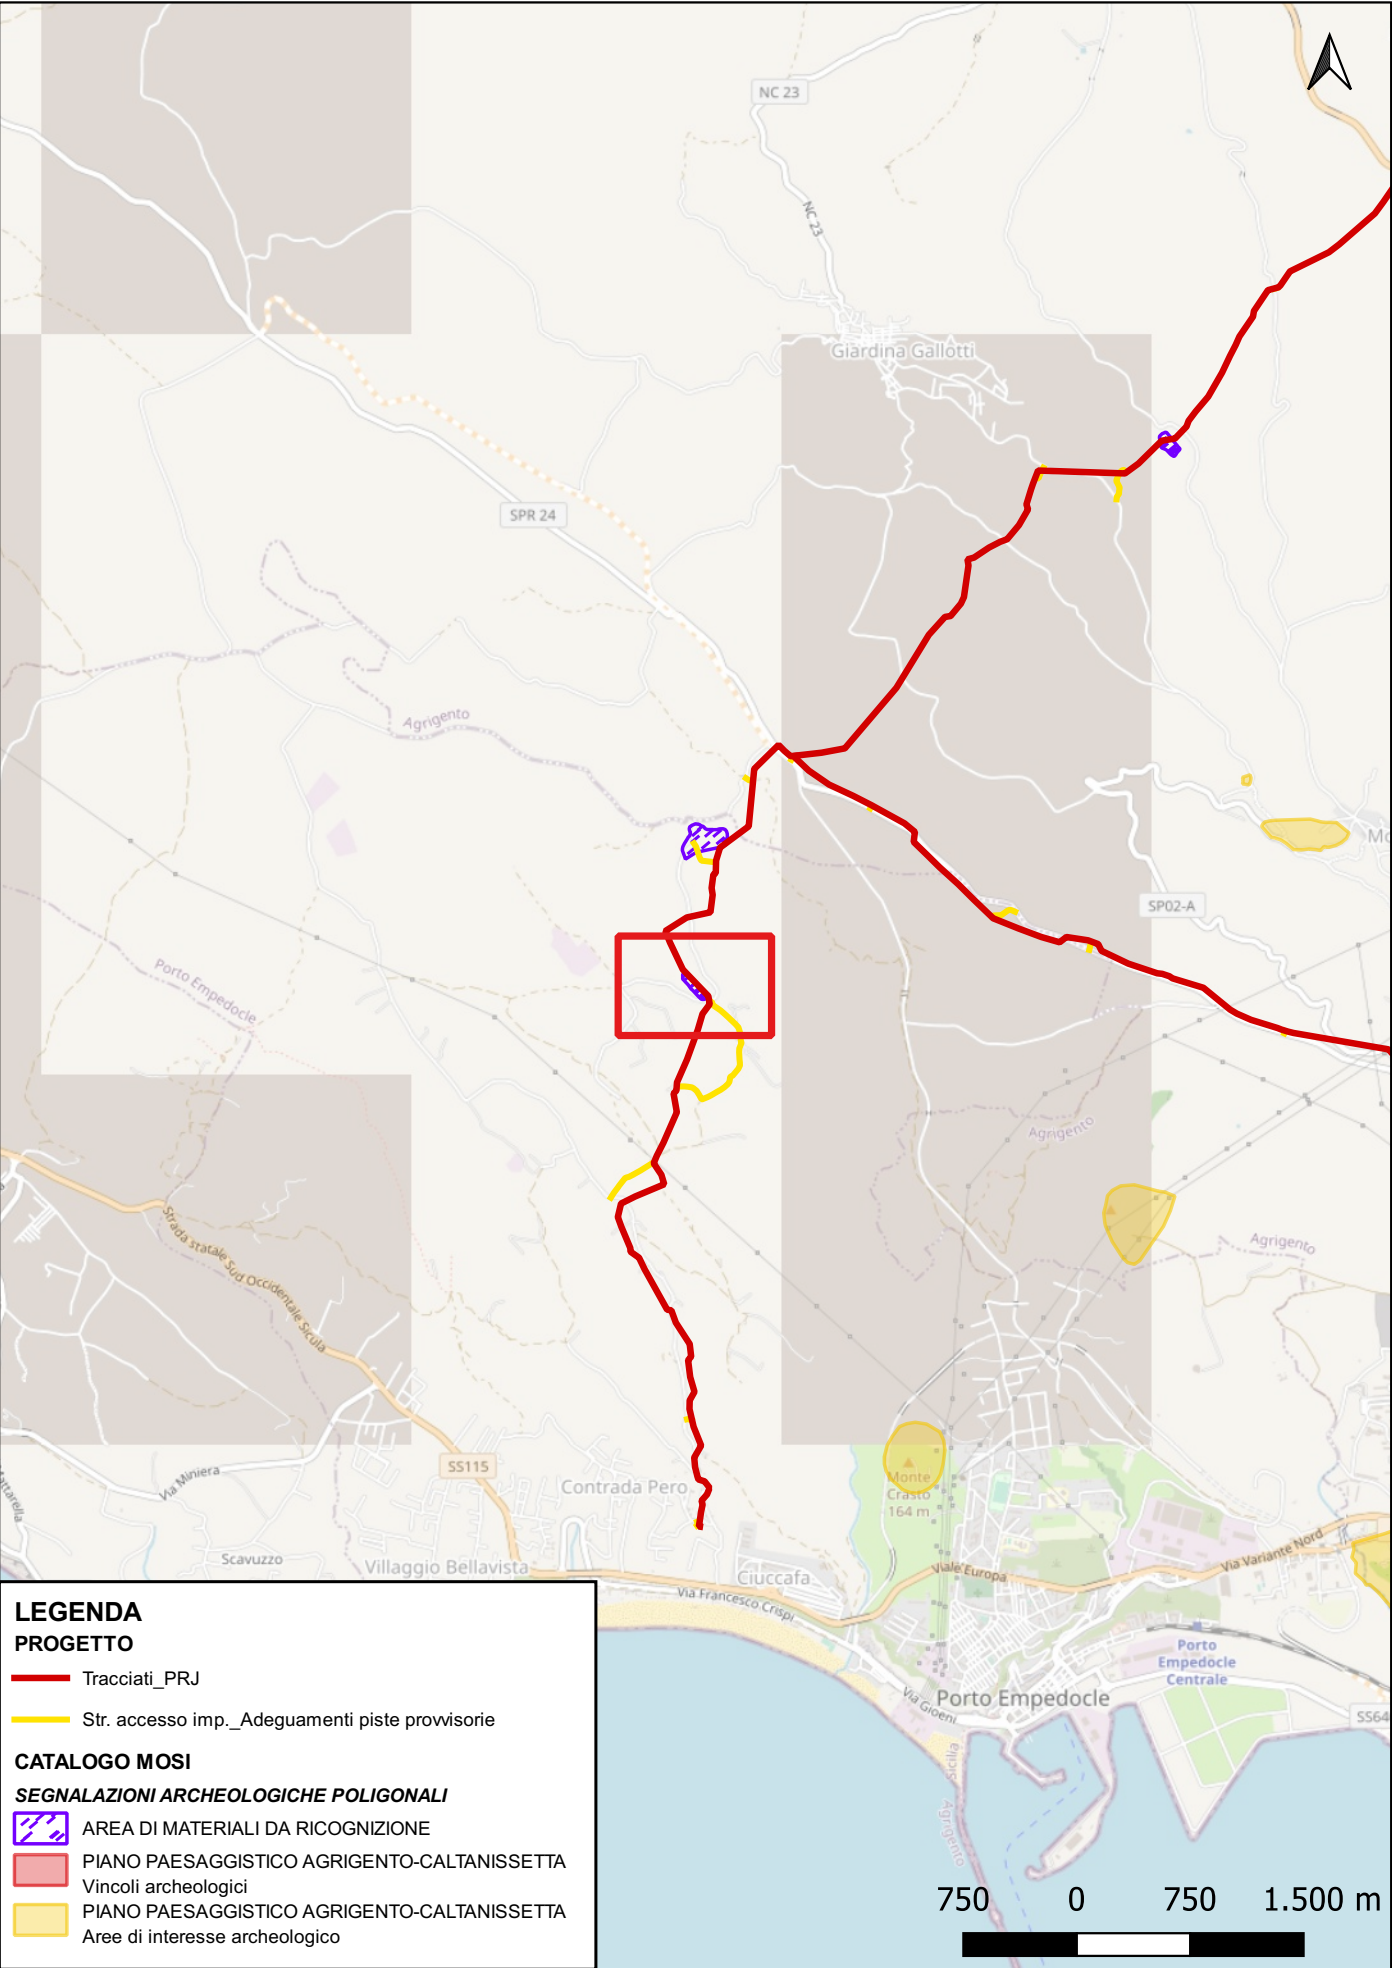 NC 23
NC 23
Giardina Gallotti
SPR 24
Agrigento
Mo
SP02-A
Porto Empedocle
Agrigento
Agrigento
Strada statale Sud Occidentale Sicula
SS115
Via Miniera
Contrada Pero
Monte
Crasto
164 m
Scavuzzo
Villaggio Bellavista
Ciuccafa
Viale Europa
Via Variante Nord
Via Francesco Crispi
Porto
Empedocle
Centrale
Via Gioeni
Porto Empedocle
SS640
Sicilia
Agrigento
LEGENDA
PROGETTO
Tracciati_PRJ
Str. accesso imp._Adeguamenti piste provvisorie
CATALOGO MOSI
SEGNALAZIONI ARCHEOLOGICHE POLIGONALI
AREA DI MATERIALI DA RICOGNIZIONE
PIANO PAESAGGISTICO AGRIGENTO-CALTANISSETTA
Vincoli archeologici
PIANO PAESAGGISTICO AGRIGENTO-CALTANISSETTA
Aree di interesse archeologico
750 0 750 1.500 m